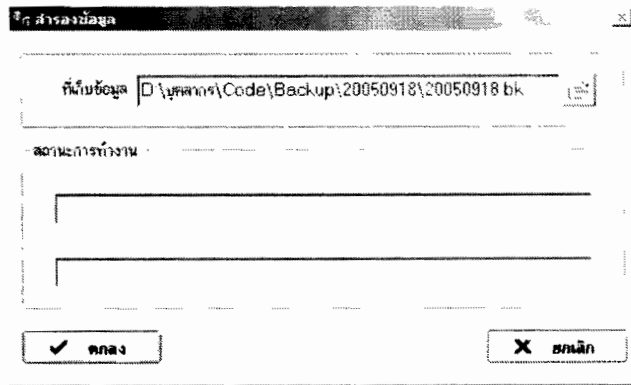 สำรองข้อมูล
ที่เก็บข้อมูล D:\บุคลากร\Code\Backup\20050918\20050918.bk
สถานะการทำงาน
ตกลง
ยกเลิก